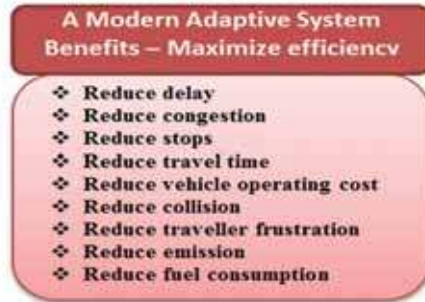 A Modern Adaptive System
Benefits – Maximize efficiency
❖ Reduce delay
❖ Reduce congestion
❖ Reduce stops
❖ Reduce travel time
❖ Reduce vehicle operating cost
❖ Reduce collision
❖ Reduce traveller frustration
❖ Reduce emission
❖ Reduce fuel consumption